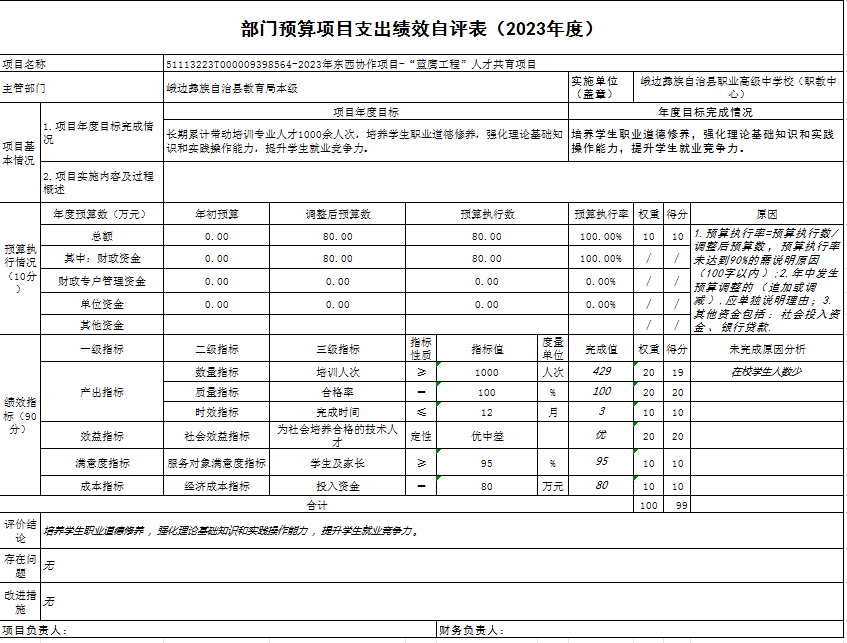 部门预算项目支出绩效自评表（2023年度）
项目名称 51113223T000009398564-2023年东西协作项目-“蓝鹰工程”人才共育项目
主管部门 峨边彝族自治县教育局本级 实施单位（盖章） 峨边彝族自治县职业高级中学校（职教中心）
项目基本情况
1.项目年度目标完成情况
项目年度目标 年度目标完成情况
长期累计带动培训专业人才1000余人次，培养学生职业道德修养，强化理论基础知
识和实践操作能力，提升学生就业竞争力。
培养学生职业道德修养，强化理论基础知识和实践
操作能力，提升学生就业竞争力。
2.项目实施内容及过程
概述
预算执行情况（10分）
年度预算数（万元） 年初预算 调整后预算数 预算执行数 预算执行率 权重 得分 原因
总额 0.00 80.00 80.00 100.00% 10 10
其中：财政资金 0.00 80.00 80.00 100.00% / /
财政专户管理资金 0.00 0.00 0.00 0.00% / /
单位资金 0.00 0.00 0.00 0.00% / /
其他资金 / /
1.预算执行率=预算执行数/
调整后预算数，预算执行率
未达到90%的需说明原因
（100字以内）;2.年中发生
预算调整的（追加或调
减）,应单独说明理由；3.
其他资金包括：社会投入资
金、银行贷款.
绩效指标（90分）
一级指标 二级指标 三级指标 指标性质 指标值 度量单位 完成值 权重 得分 未完成原因分析
产出指标 数量指标 培训人次 ≥ 1000 人次 429 20 19 在校学生人数少
质量指标 合格率 ＝ 100 % 100 20 20
时效指标 完成时间 ≤ 12 月 3 10 10
效益指标 社会效益指标 为社会培养合格的技术人才 定性 优中差 优 20 20
满意度指标 服务对象满意度指标 学生及家长 ≥ 95 % 95 10 10
成本指标 经济成本指标 投入资金 ＝ 80 万元 80 10 10
合计 100 99
评价结论 培养学生职业道德修养，强化理论基础知识和实践操作能力，提升学生就业竞争力。
存在问题 无
改进措施 无
项目负责人： 财务负责人：